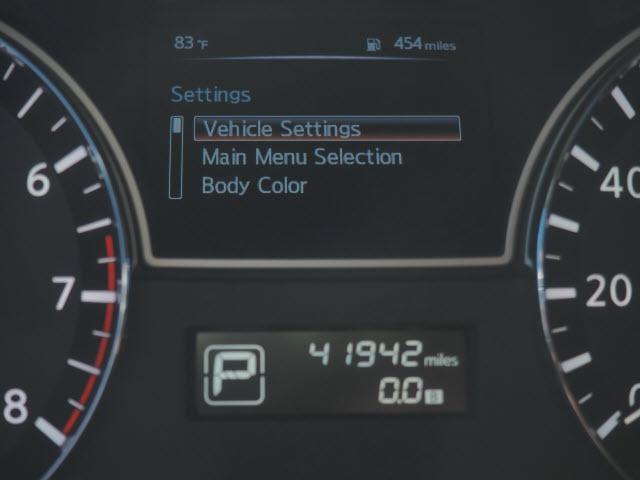 83 °F 454 miles
Settings
Vehicle Settings
Main Menu Selection
Body Color
6
7
8
40
20
0
P
41942 miles
0.0 B